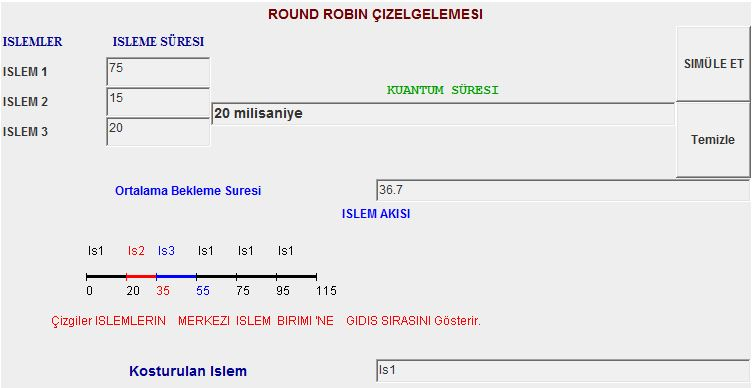 ROUND ROBIN ÇIZELGELEMESI
ISLEMLER ISLEME SÜRESI
ISLEM 1 75
SIMÜLE ET
ISLEM 2 15
KUANTUM SÜRESI
20 milisaniye
ISLEM 3 20
Temizle
Ortalama Bekleme Suresi 36.7
ISLEM AKISI
Is1 Is2 Is3 Is1 Is1 Is1
0 20 35 55 75 95 115
Çizgiler ISLEMLERIN MERKEZI ISLEM BIRIMI 'NE GIDIS SIRASINI Gösterir.
Kosturulan Islem Is1